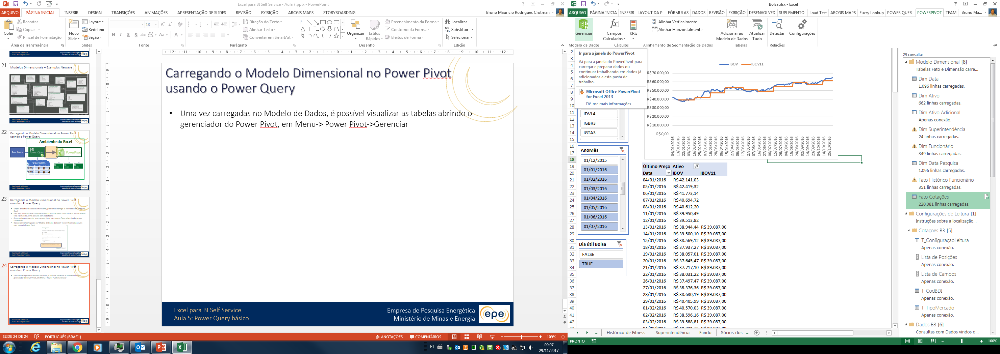 Excel para BI Self Service - Aula 7.pptx - PowerPoint
ARQUIVO PÁGINA INICIAL INSERIR DESIGN TRANSIÇÕES ANIMAÇÕES APRESENTAÇÃO DE SLIDES REVISÃO EXIBIÇÃO ARCGIS MAPS STORYBOARDING Bruno Mauricio Rodrigues Crotman
Colar
Recortar
Copiar
Pincel de Formatação
Área de Transferência
Novo
Slide
Layout
Redefinir
Seção
Slides
18
Fonte
Direção do Texto
Alinhar Texto
Converter em SmartArt
Parágrafo
Organizar
Estilos
Rápidos
Preenchimento da Forma
Contorno da Forma
Efeitos de Forma
Desenho
Localizar
Substituir
Selecionar
Edição
21
Modelos Dimensionais – Exemplo: Newave
22
Carregando o Modelo Dimensional no Power Pivot
usando o Power Query
Ambiente do Excel
Dado Externo
Power Query
PowerPivot
23
Carregando o Modelo Dimensional no Power Pivot
usando o Power Query
24
Carregando o Modelo Dimensional no Power Pivot
usando o Power Query
Uma vez carregadas no Modelo de Dados, é possível visualizar as tabelas abrindo o
gerenciador do Power Pivot, em Menu-> Power Pivot->Gerenciar
Carregando o Modelo Dimensional no Power Pivot
usando o Power Query
• Uma vez carregadas no Modelo de Dados, é possível visualizar as tabelas abrindo o
gerenciador do Power Pivot, em Menu-> Power Pivot->Gerenciar
Excel para BI Self Service
Aula 5: Power Query básico
Empresa de Pesquisa Energética
Ministério de Minas e Energia
epe
SLIDE 24 DE 24 PORTUGUÊS (BRASIL) ANOTAÇÕES COMENTÁRIOS 109%
PT
09:07
29/11/2017
Bolsa.xlsx - Excel
ARQUIVO PÁGINA INICIA INSERIR LAYOUT DA P FÓRMULAS DADOS REVISÃO EXIBIÇÃO DESENVOLVED SUPLEMENTO Load Test ARCGIS MAPS Fuzzy Lookup POWER QUER POWERPIVOT TEAM Bruno Ma...
Gerenciar
Modelo de Dados
Campos
Calculados
KPIs
Cálculos
Alinhar Verticalmente
Alinhar Horizontalmente
Alinhamento de Segmentação de Dados
Adicionar ao
Modelo de Dados
Atualizar
Tudo
Tabelas
Detectar
Relações
Configurações
Ir para a janela do PowerPivot
Vá para a janela do PowerPivot para
carregar e preparar dados ou
continuar trabalhando em dados já
adicionados a esta pasta de
trabalho.
Microsoft Office PowerPivot
for Excel 2013
Dê-me mais informações
IDVL4
IGBR3
IGTA3
AnoMês
01/12/2015
01/01/2016
01/02/2016
01/03/2016
01/04/2016
01/05/2016
01/06/2016
01/07/2016
Dia útil Bolsa
FALSE
TRUE
IBOV IBOV11
R$ 70.000,00
R$ 60.000,00
R$ 50.000,00
R$ 40.000,00
R$ 30.000,00
R$ 20.000,00
R$ 10.000,00
R$ 0,00
04/01/2016 13/01/2016 22/01/2016 03/02/2016 16/02/2016 25/02/2016 07/03/2016 16/03/2016 28/03/2016 06/04/2016 15/04/2016 27/04/2016 06/05/2016 17/05/2016 27/05/2016 07/06/2016 16/06/2016 27/06/2016 06/07/2016 15/07/2016 26/07/2016 04/08/2016 15/08/2016 24/08/2016 02/09/2016 14/09/2016 23/09/2016 04/10/2016 14/10/2016 25/10/2016
Último Preço Ativo
Data IBOV IBOV11
04/01/2016 R$ 42.141,03
05/01/2016 R$ 42.419,32
06/01/2016 R$ 41.773,14
07/01/2016 R$ 40.694,72
08/01/2016 R$ 40.612,20
11/01/2016 R$ 39.950,49
12/01/2016 R$ 39.513,82
13/01/2016 R$ 38.944,44 R$ 39.087,00
14/01/2016 R$ 39.500,10 R$ 39.087,00
15/01/2016 R$ 38.569,12 R$ 39.087,00
18/01/2016 R$ 37.937,27 R$ 39.087,00
19/01/2016 R$ 38.057,01 R$ 39.087,00
20/01/2016 R$ 37.645,47 R$ 39.087,00
21/01/2016 R$ 37.717,10 R$ 39.087,00
22/01/2016 R$ 38.031,22 R$ 39.087,00
26/01/2016 R$ 37.497,47 R$ 39.087,00
27/01/2016 R$ 38.376,36 R$ 39.087,00
28/01/2016 R$ 38.630,19 R$ 39.087,00
29/01/2016 R$ 40.405,99 R$ 39.087,00
01/02/2016 R$ 40.570,03 R$ 39.087,00
02/02/2016 R$ 38.596,16 R$ 39.087,00
03/02/2016 R$ 39.588,81 R$ 39.087,00
Histórico de Fitness Superintendência Fundo Sócios dos ...
PRONTO 100%
29 consultas
Modelo Dimensional [8]
Tabelas Fato e Dimensão carre...
Dim Data
1.096 linhas carregadas.
Dim Ativo
662 linhas carregadas.
Dim Ativo Adicional
Apenas conexão.
Dim Superintendência
24 linhas carregadas.
Dim Funcionário
349 linhas carregadas.
Dim Data Pesquisa
1.096 linhas carregadas.
Fato Histórico Funcionário
351 linhas carregadas.
Fato Cotações
220.081 linhas carregadas.
Configurações de Leitura [1]
Instruções sobre a localização...
Cotações B3 [5]
T_ConfiguraçãoLeitura...
Apenas conexão.
Lista de Posições
Apenas conexão.
Lista de Campos
Apenas conexão.
T_CodBDI
Apenas conexão.
T_TipoMercado
Apenas conexão.
Dados B3 [6]
Consultas com Dados vindos d...